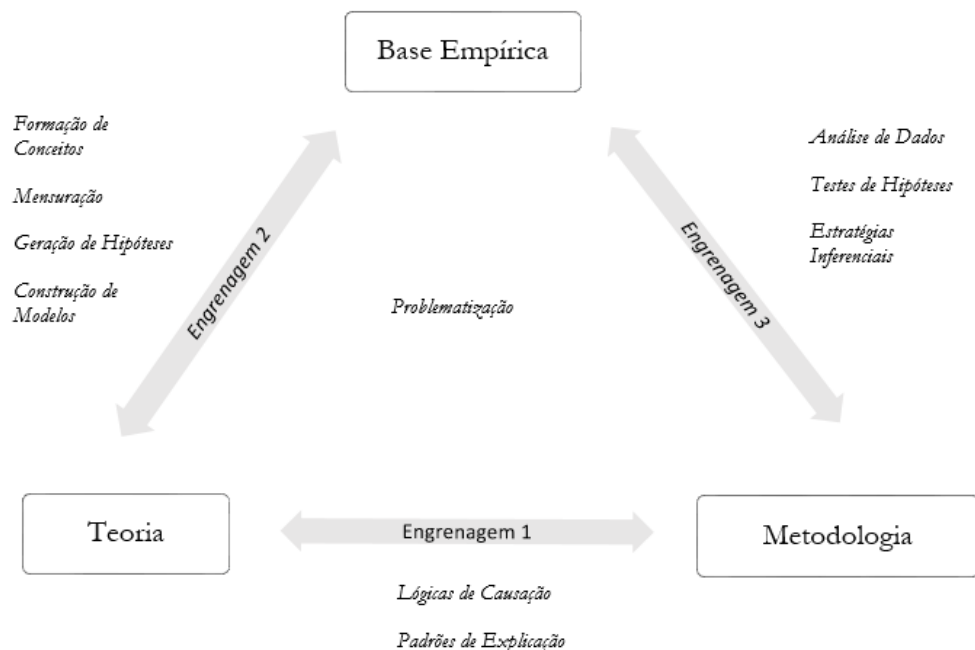 Base Empírica
Formação de
Conceitos
Mensuração
Geração de Hipóteses
Construção de
Modelos
Engrenagem 2
Problematização
Engrenagem 3
Análise de Dados
Testes de Hipóteses
Estratégias
Inferenciais
Teoria
Engrenagem 1
Metodologia
Lógicas de Causação
Padrões de Explicação